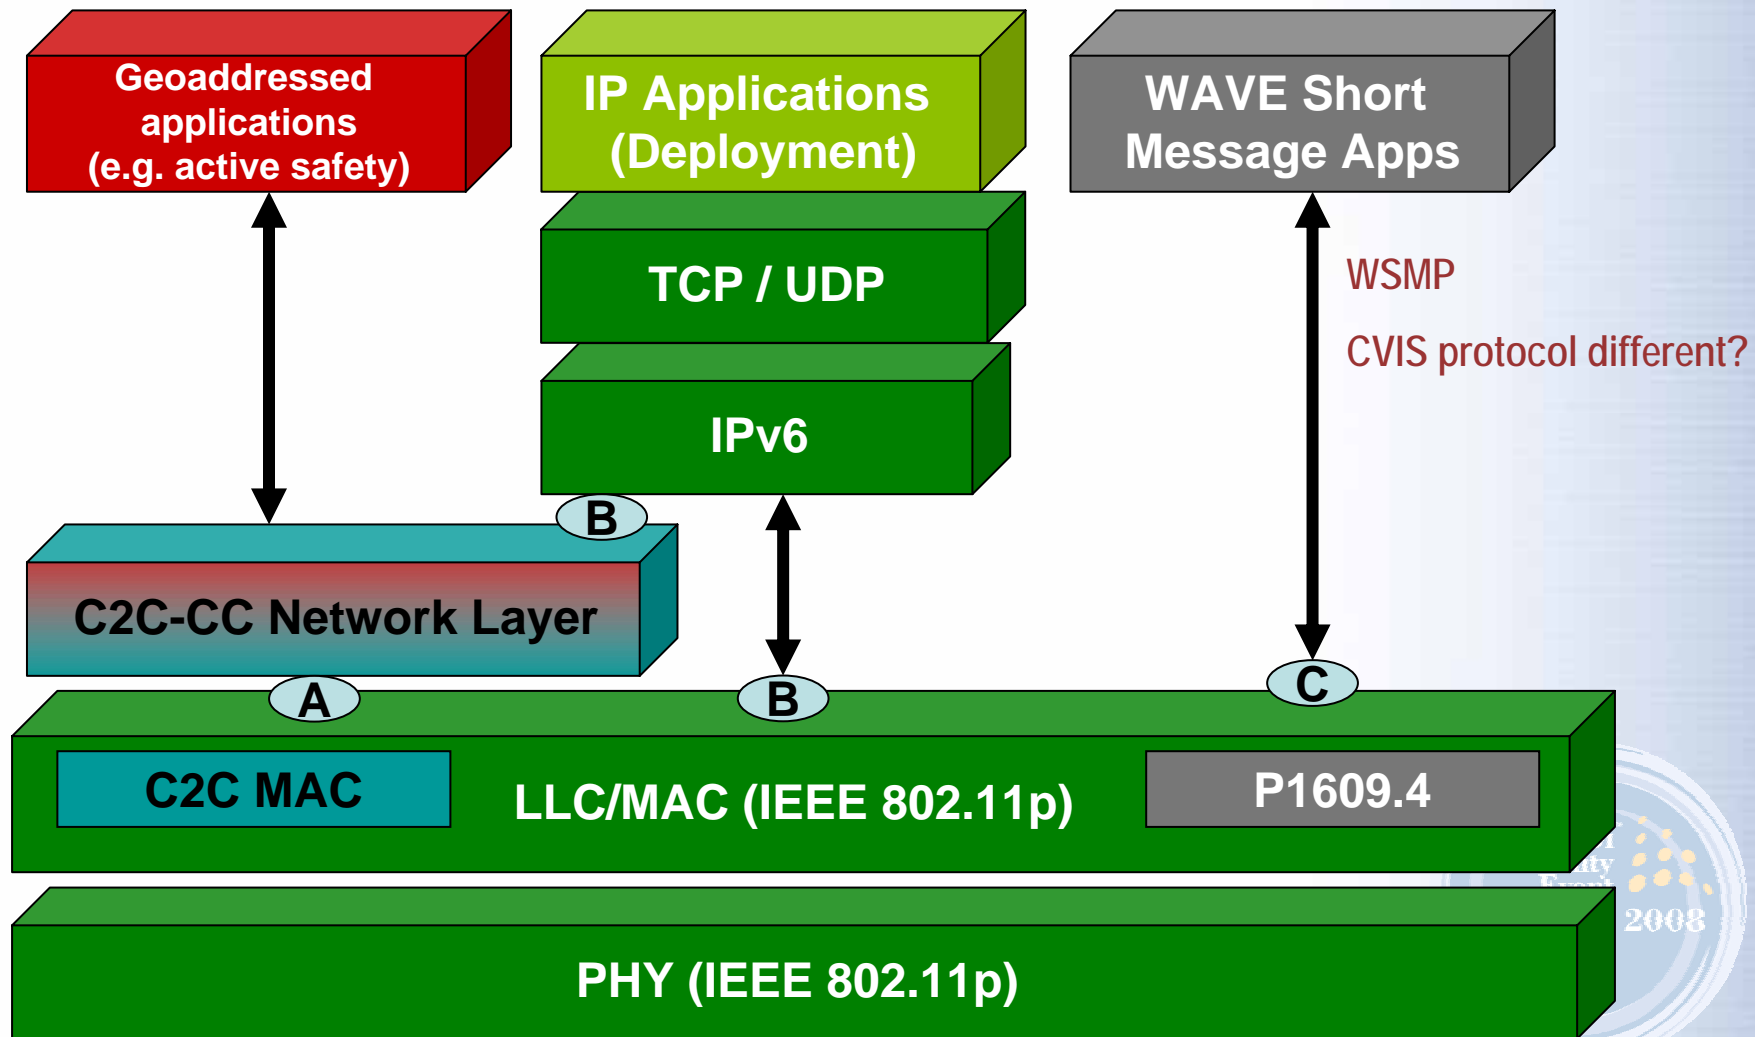 Geoaddressed
applications
(e.g. active safety)
IP Applications
(Deployment)
WAVE Short
Message Apps
TCP / UDP
WSMP
CVIS protocol different?
IPv6
B
C2C-CC Network Layer
A
B
C
C2C MAC
LLC/MAC (IEEE 802.11p)
P1609.4
2008
PHY (IEEE 802.11p)